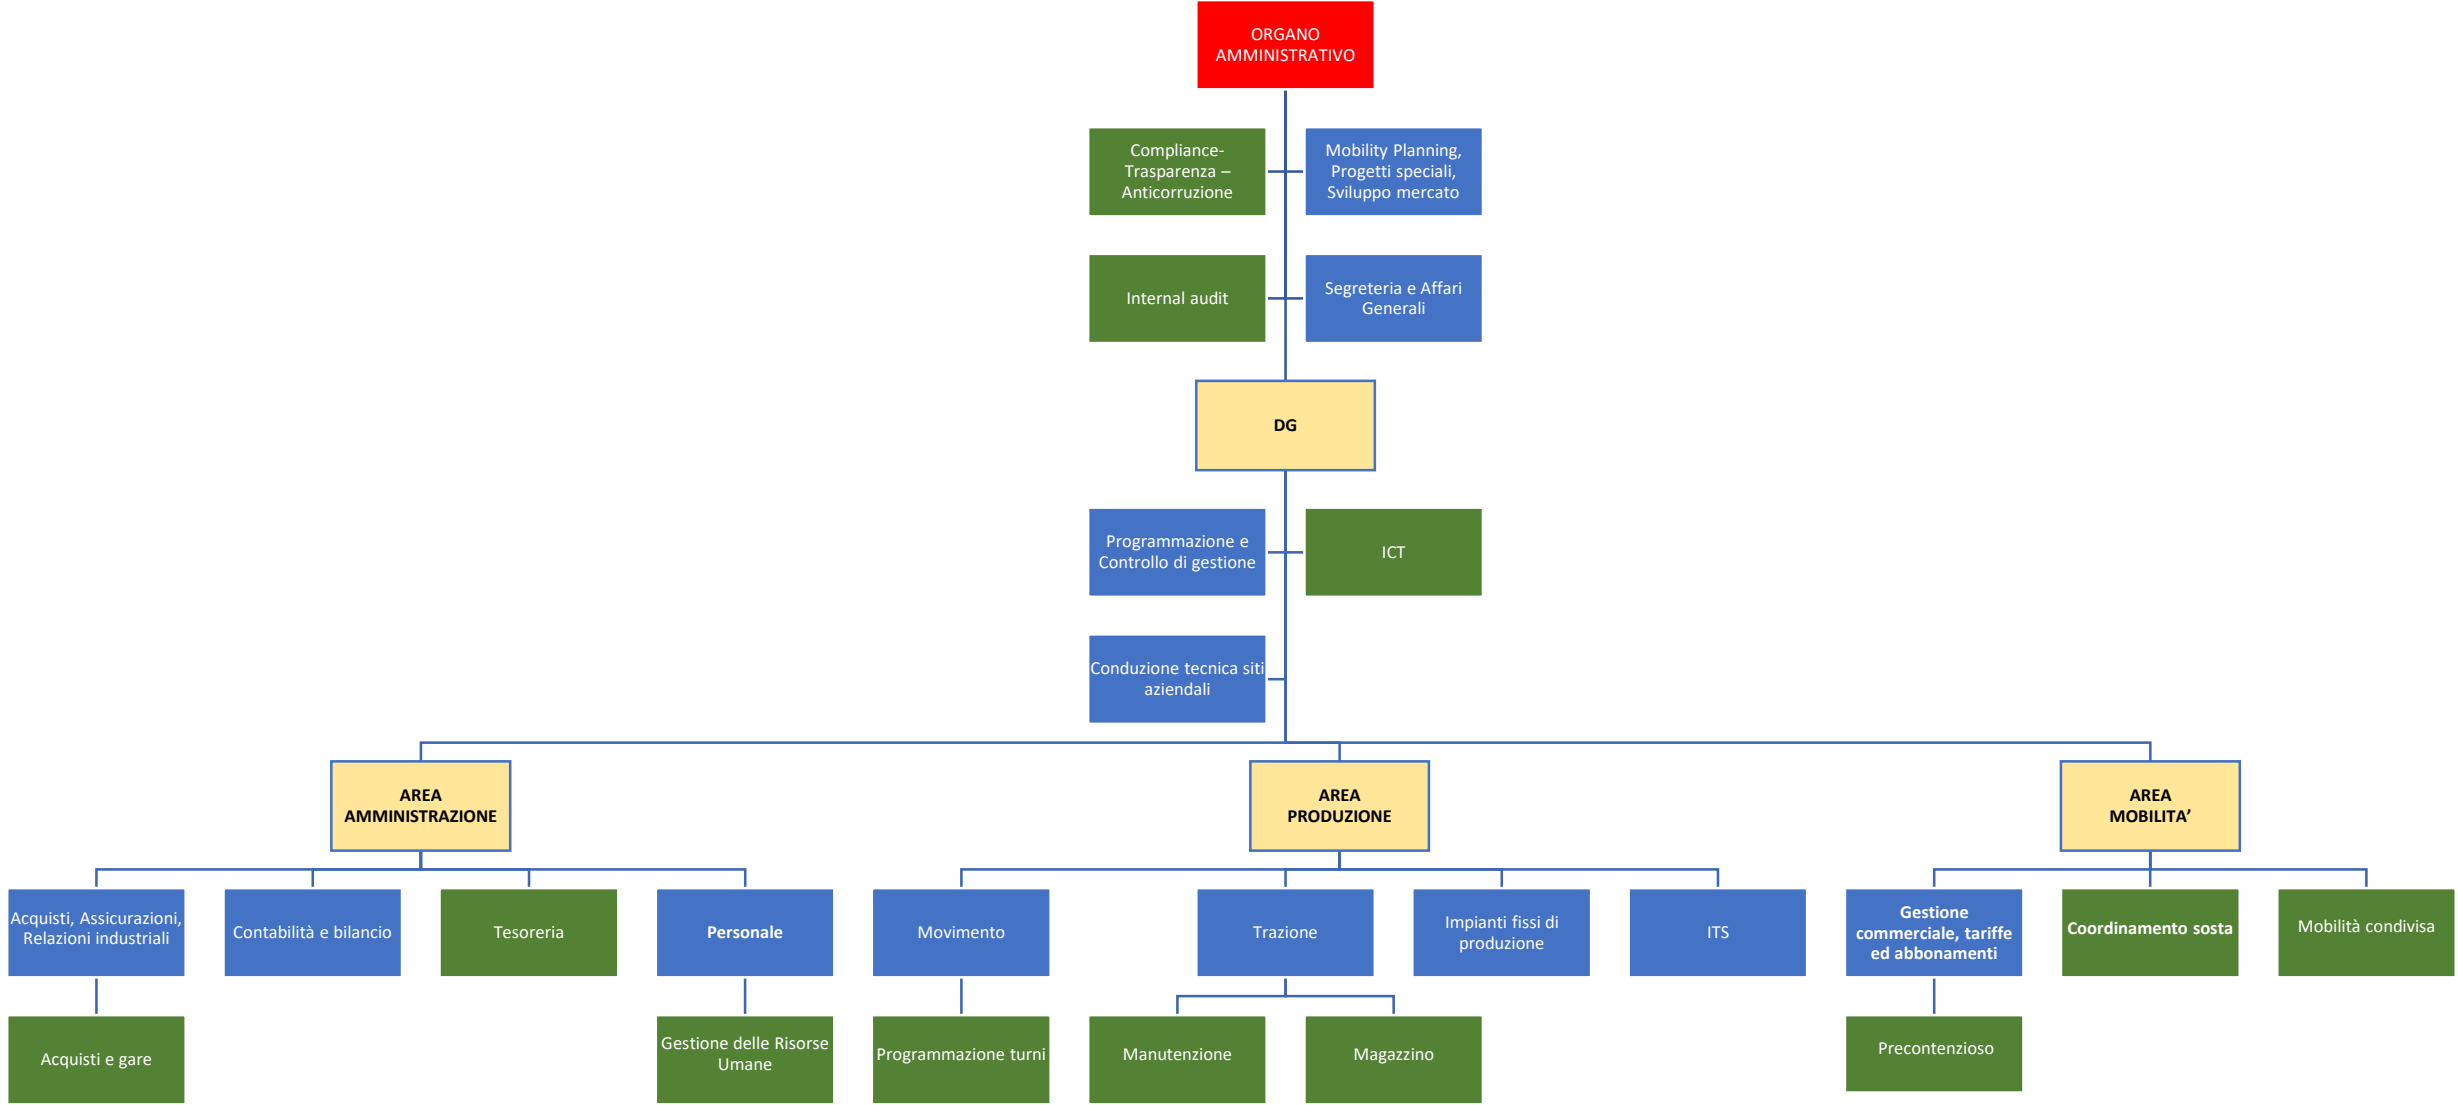 ORGANO
AMMINISTRATIVO
Compliance-
Trasparenza –
Anticorruzione
Mobility Planning,
Progetti speciali,
Sviluppo mercato
Internal audit
Segreteria e Affari
Generali
DG
Programmazione e
Controllo di gestione
ICT
Conduzione tecnica siti
aziendali
AREA
AMMINISTRAZIONE
AREA
PRODUZIONE
AREA
MOBILITA’
Acquisti, Assicurazioni,
Relazioni industriali
Contabilità e bilancio
Tesoreria
Personale
Movimento
Trazione
Impianti fissi di
produzione
ITS
Gestione
commerciale, tariffe
ed abbonamenti
Coordinamento sosta
Mobilità condivisa
Acquisti e gare
Gestione delle Risorse
Umane
Programmazione turni
Manutenzione
Magazzino
Precontenzioso